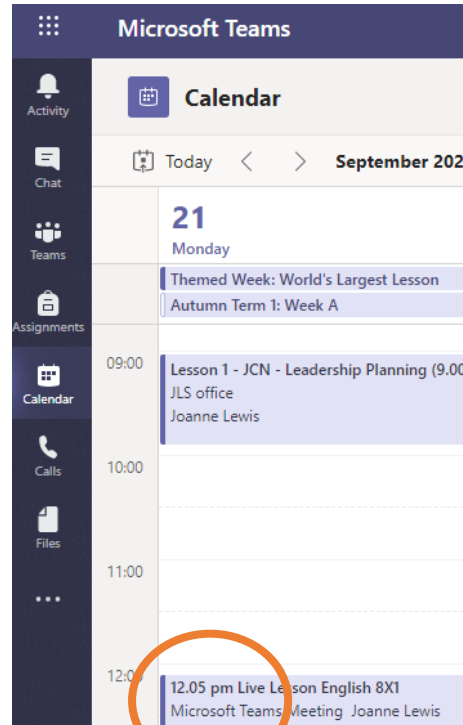 Microsoft Teams
Activity
Calendar
Chat
Today < > September 202
Teams
21
Monday
Themed Week: World's Largest Lesson
Autumn Term 1: Week A
Assignments
Calendar
Calls
Files
09:00
Lesson 1 - JCN - Leadership Planning (9.00
JLS office
Joanne Lewis
10:00
11:00
12:00
12.05 pm Live Lesson English 8X1
Microsoft Teams Meeting Joanne Lewis